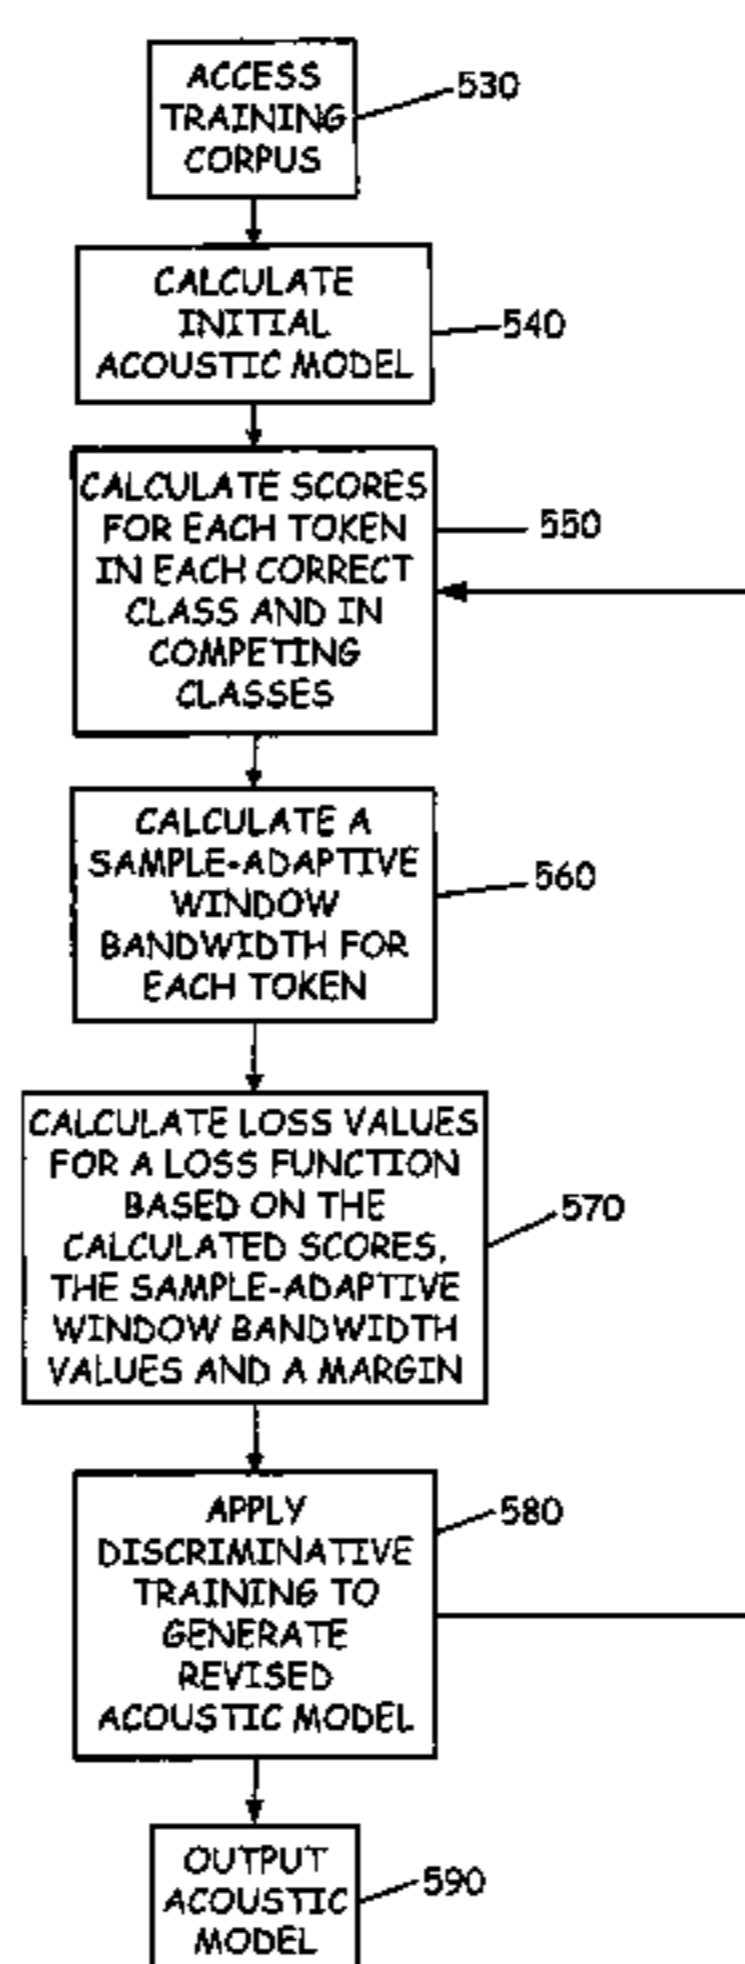 ACCESS
TRAINING
CORPUS
530
CALCULATE
INITIAL
ACOUSTIC MODEL
540
CALCULATE SCORES
FOR EACH TOKEN
IN EACH CORRECT
CLASS AND IN
COMPETING
CLASSES
550
CALCULATE A
SAMPLE-ADAPTIVE
WINDOW
BANDWIDTH FOR
EACH TOKEN
560
CALCULATE LOSS VALUES
FOR A LOSS FUNCTION
BASED ON THE
CALCULATED SCORES,
THE SAMPLE-ADAPTIVE
WINDOW BANDWIDTH
VALUES AND A MARGIN
570
APPLY
DISCRIMINATIVE
TRAINING TO
GENERATE
REVISED
ACOUSTIC MODEL
580
OUTPUT
ACOUSTIC
MODEL
590